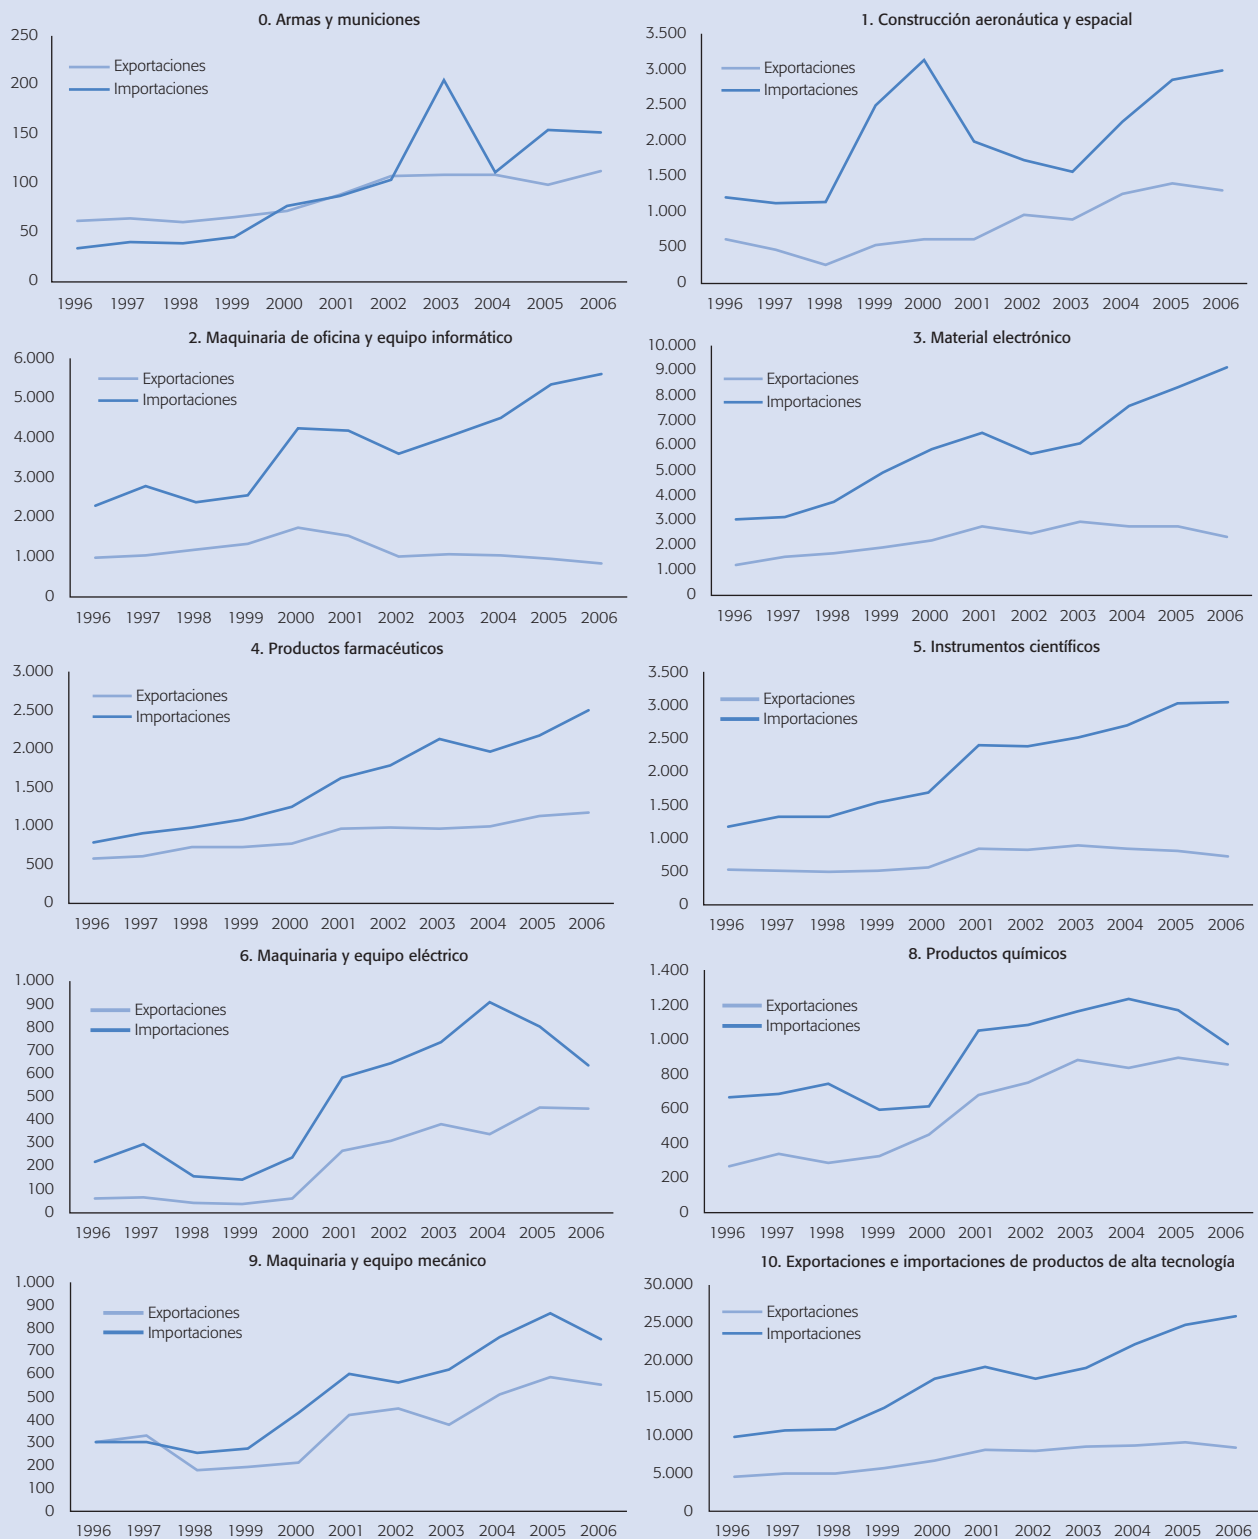 0. Armas y municiones
250
200
150
100
50
0
Exportaciones
Importaciones
1996 1997 1998 1999 2000 2001 2002 2003 2004 2005 2006
1. Construcción aeronáutica y espacial
3.500
3.000
2.500
2.000
1.500
1.000
500
0
Exportaciones
Importaciones
1996 1997 1998 1999 2000 2001 2002 2003 2004 2005 2006
2. Maquinaria de oficina y equipo informático
6.000
5.000
4.000
3.000
2.000
1.000
0
Exportaciones
Importaciones
1996 1997 1998 1999 2000 2001 2002 2003 2004 2005 2006
3. Material electrónico
10.000
9.000
8.000
7.000
6.000
5.000
4.000
3.000
2.000
1.000
0
Exportaciones
Importaciones
1996 1997 1998 1999 2000 2001 2002 2003 2004 2005 2006
4. Productos farmacéuticos
3.000
2.500
2.000
1.500
1.000
500
0
Exportaciones
Importaciones
1996 1997 1998 1999 2000 2001 2002 2003 2004 2005 2006
5. Instrumentos científicos
3.500
3.000
2.500
2.000
1.500
1.000
500
0
Exportaciones
Importaciones
1996 1997 1998 1999 2000 2001 2002 2003 2004 2005 2006
6. Maquinaria y equipo eléctrico
1.000
900
800
700
600
500
400
300
200
100
0
Exportaciones
Importaciones
1996 1997 1998 1999 2000 2001 2002 2003 2004 2005 2006
8. Productos químicos
1.400
1.200
1.000
800
600
400
200
0
Exportaciones
Importaciones
1996 1997 1998 1999 2000 2001 2002 2003 2004 2005 2006
9. Maquinaria y equipo mecánico
1.000
900
800
700
600
500
400
300
200
100
0
Exportaciones
Importaciones
1996 1997 1998 1999 2000 2001 2002 2003 2004 2005 2006
10. Exportaciones e importaciones de productos de alta tecnología
30.000
25.000
20.000
15.000
10.000
5.000
0
Exportaciones
Importaciones
1996 1997 1998 1999 2000 2001 2002 2003 2004 2005 2006